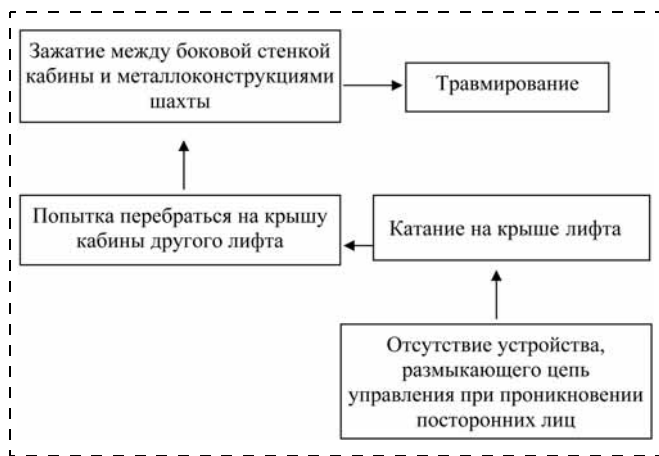 Зажатие между боковой стенкой
кабины и металлоконструкциями
шахты
Травмирование
Попытка перебраться на крышу
кабины другого лифта
Катание на крыше лифта
Отсутствие устройства,
размыкающего цепь
управления при проникновении
посторонних лиц